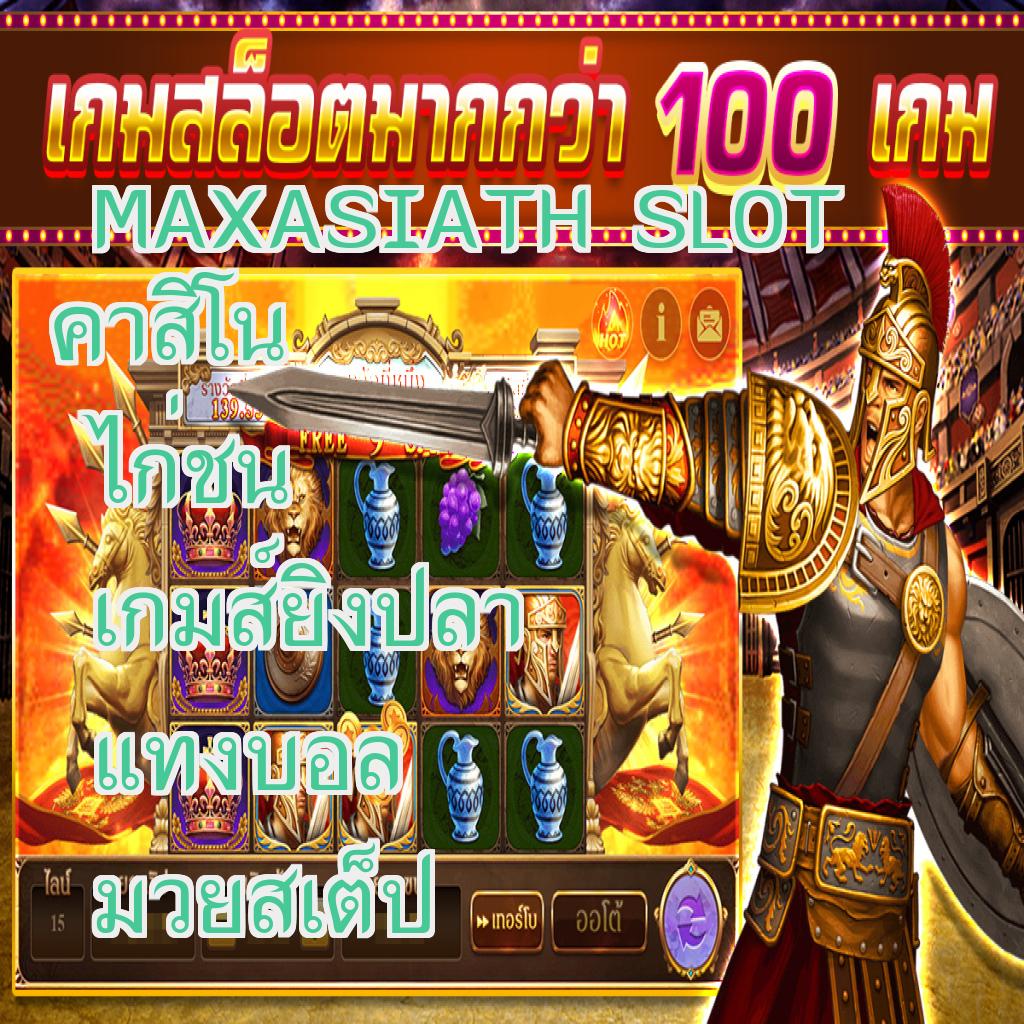 เกมสล็อตมากกว่า 100 เกม
MAXASIATH SLOT
คาสิโน
HOT
i
ไก่ชน
FREE
เกมส์ยิงปลา
แทงบอล
มวยสเต็ป
ไลน์
15
เทอร์โบ
ออโต้